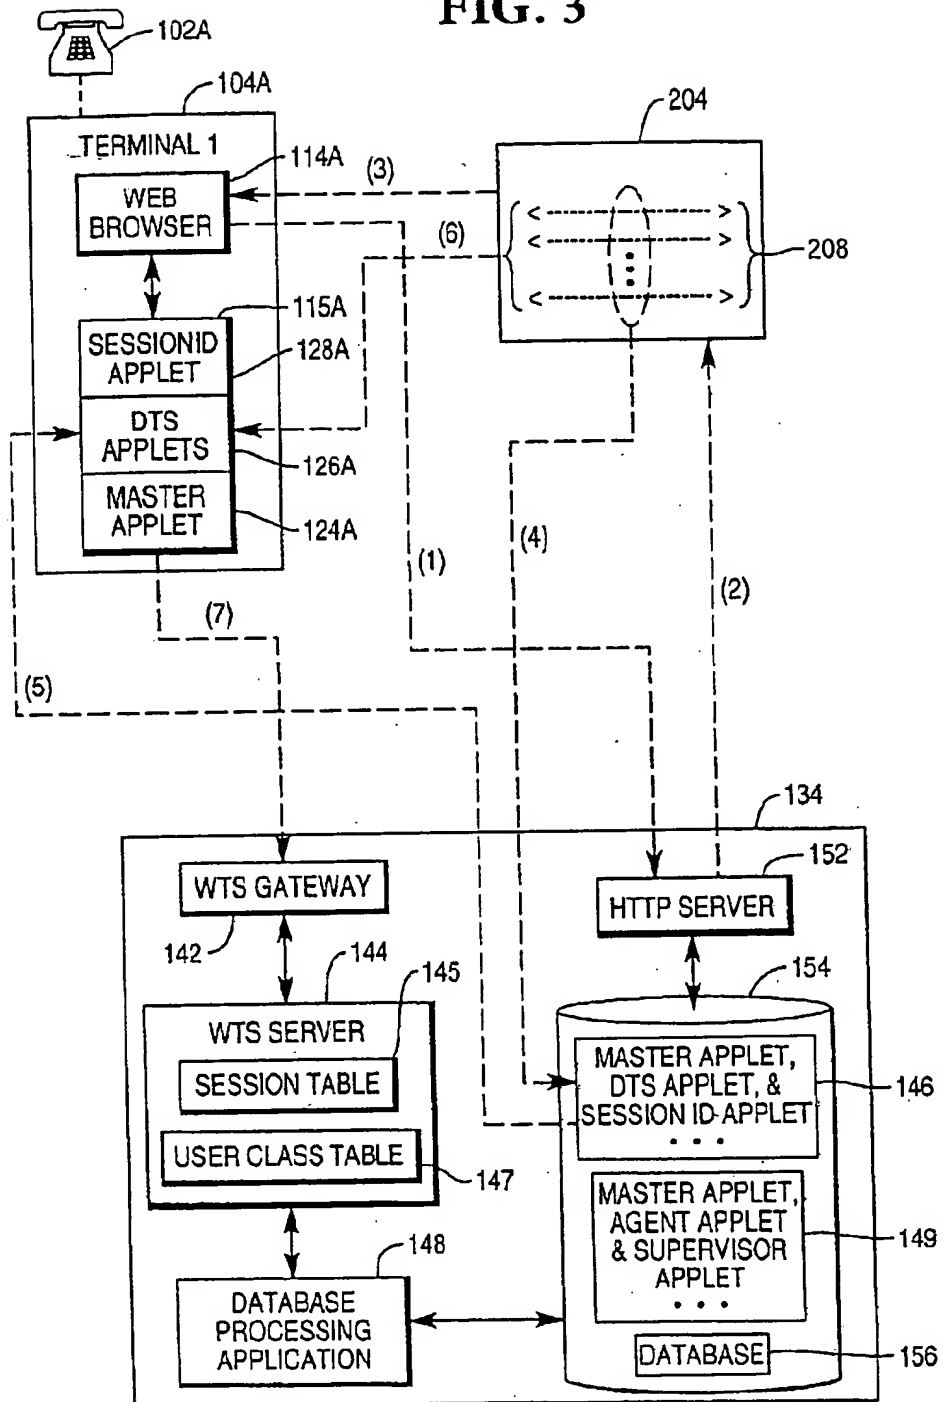 FIG. 3
102A
104A
TERMINAL 1
114A
WEB
BROWSER
(3)
204
(6)
< >
< >
< >
208
115A
SESSIONID
APPLET
128A
DTS
APPLETS
126A
MASTER
APPLET
124A
(4)
(1)
(2)
(7)
(5)
134
WTS GATEWAY
142
152
HTTP SERVER
144
145
154
WTS SERVER
SESSION TABLE
USER CLASS TABLE
147
MASTER APPLET,
DTS APPLET, &
SESSION ID APPLET
• • •
146
MASTER APPLET,
AGENT APPLET
& SUPERVISOR
APPLET
• • •
149
148
DATABASE
PROCESSING
APPLICATION
DATABASE
156